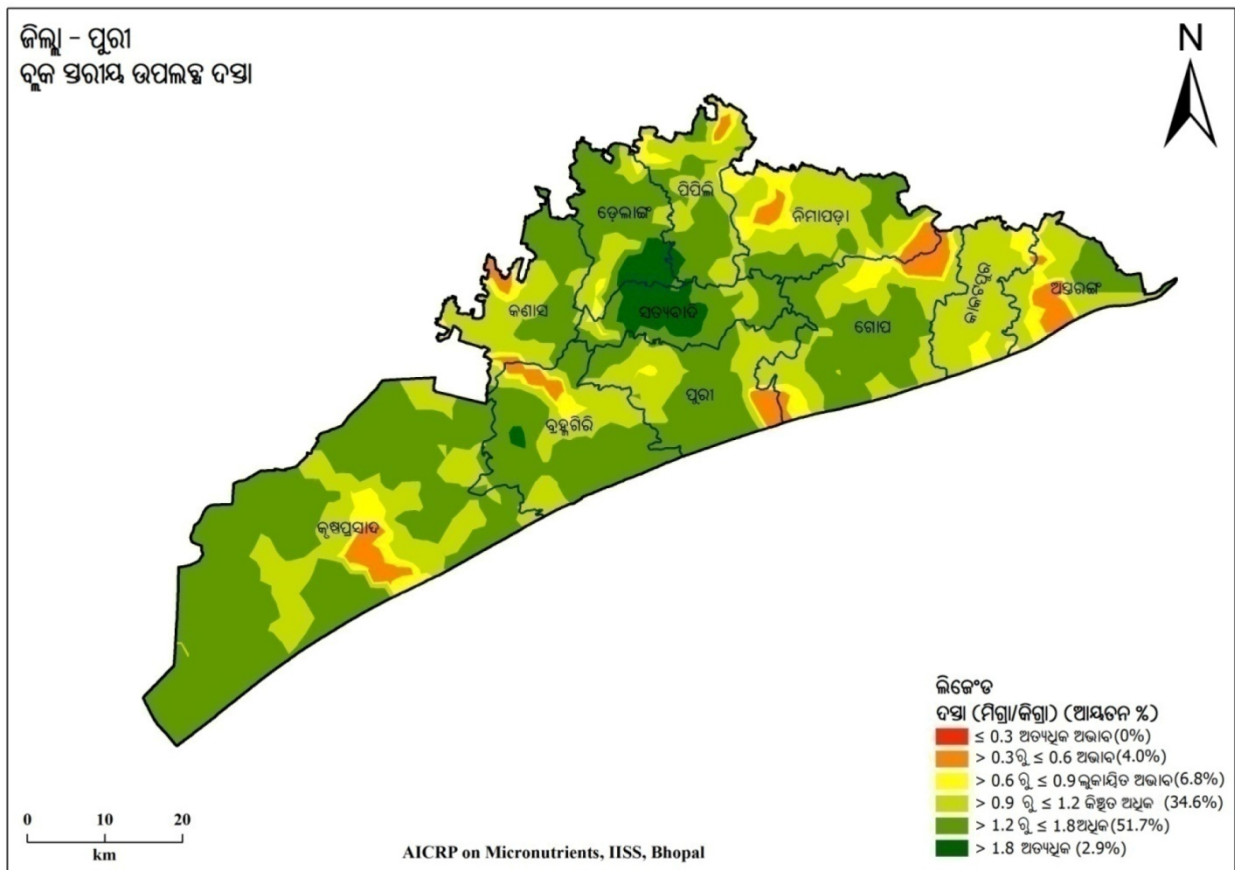 ଜିଲ୍ଲା - ପୁରୀ
ବ୍ଲକ ସ୍ତରୀୟ ଉପଲବ୍ଧ ଦସ୍ତା
N
ପିପିଲି
ଡ଼େଲାଙ୍ଗ
ନିମାପଡ଼ା
କାକଟପୁର
ଅସ୍ତରଙ୍ଗ
କଣାସ
ସତ୍ୟବାଦି
ଗୋପ
ପୁରୀ
ବ୍ରହ୍ମଗିରି
କୃଷ୍ଣପ୍ରସାଦ
ଲିଜେଂଡ
ଦସ୍ତା (ମିଗ୍ରା/କିଗ୍ରା) (ଆୟତନ %)
≤ 0.3 ଅତ୍ୟଧିକ ଅଭାବ(0%)
> 0.3ରୁ ≤ 0.6 ଅଭାବ(4.0%)
> 0.6 ରୁ ≤ 0.9 ଲୁକାୟିତ ଅଭାବ(6.8%)
> 0.9 ରୁ ≤ 1.2 କିଞ୍ଚିତ ଅଧିକ (34.6%)
> 1.2 ରୁ ≤ 1.8ଅଧିକ(51.7%)
> 1.8 ଅତ୍ୟଧିକ (2.9%)
0 10 20
km
AICRP on Micronutrients, IISS, Bhopal